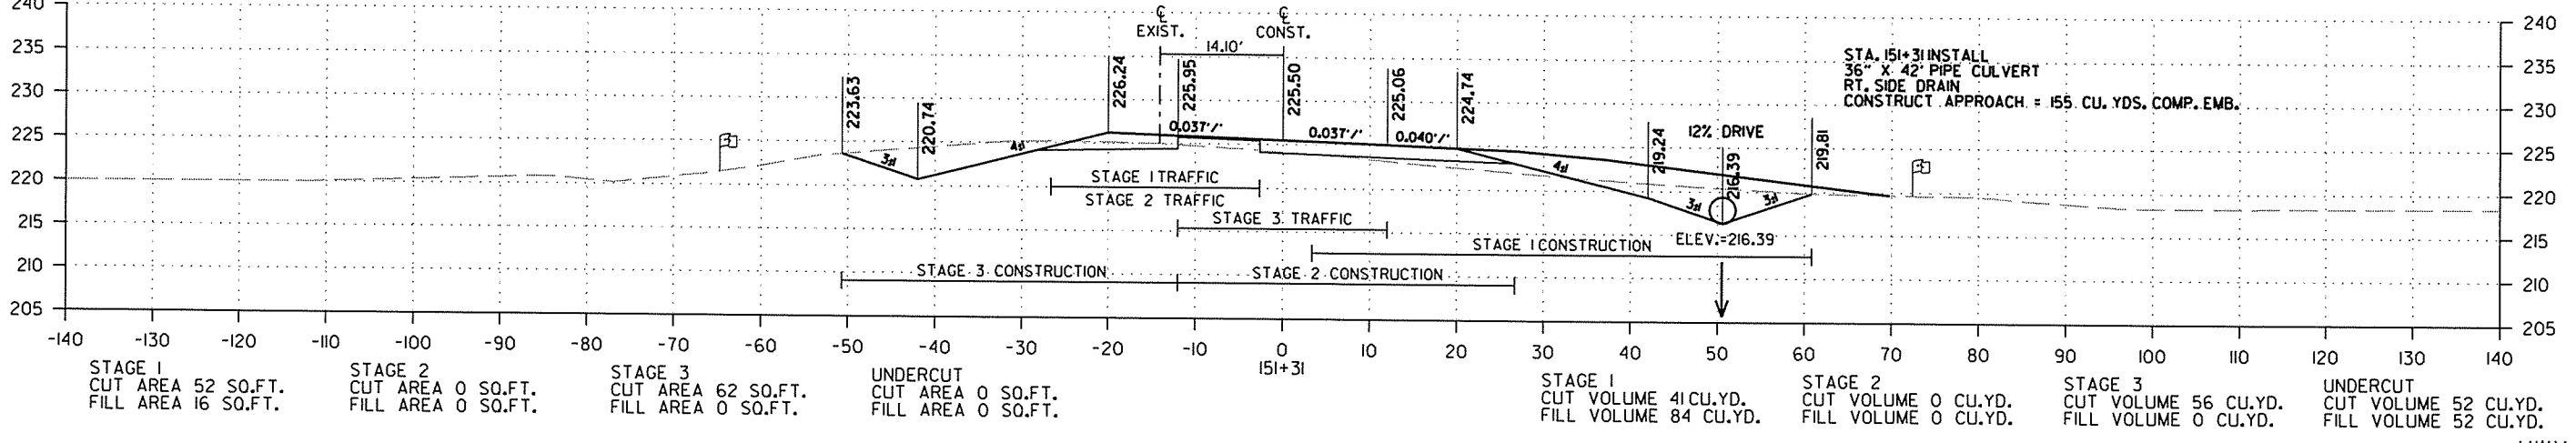 240
235
230
225
220
215
210
205
℄
EXIST.
℄
CONST.
14.10'
223.63
220.74
226.24
225.95
225.50
225.06
224.74
219.24
216.39
219.81
3:1
4:1
0.037'/'
0.037'/'
0.040'/'
4:1
3:1
3:1
12% DRIVE
STA. 151+31 INSTALL
36" X 42' PIPE CULVERT
RT. SIDE DRAIN
CONSTRUCT APPROACH = 155 CU. YDS. COMP. EMB.
STAGE 1 TRAFFIC
STAGE 2 TRAFFIC
STAGE 3 TRAFFIC
STAGE 1 CONSTRUCTION
ELEV.=216.39
STAGE 3 CONSTRUCTION
STAGE 2 CONSTRUCTION
240
235
230
225
220
215
210
205
-140 -130 -120 -110 -100 -90 -80 -70 -60 -50 -40 -30 -20 -10 0 10 20 30 40 50 60 70 80 90 100 110 120 130 140
151+31
STAGE 1
CUT AREA 52 SQ.FT.
FILL AREA 16 SQ.FT.
STAGE 2
CUT AREA 0 SQ.FT.
FILL AREA 0 SQ.FT.
STAGE 3
CUT AREA 62 SQ.FT.
FILL AREA 0 SQ.FT.
UNDERCUT
CUT AREA 0 SQ.FT.
FILL AREA 0 SQ.FT.
STAGE 1
CUT VOLUME 41 CU.YD.
FILL VOLUME 84 CU.YD.
STAGE 2
CUT VOLUME 0 CU.YD.
FILL VOLUME 0 CU.YD.
STAGE 3
CUT VOLUME 56 CU.YD.
FILL VOLUME 0 CU.YD.
UNDERCUT
CUT VOLUME 52 CU.YD.
FILL VOLUME 52 CU.YD.